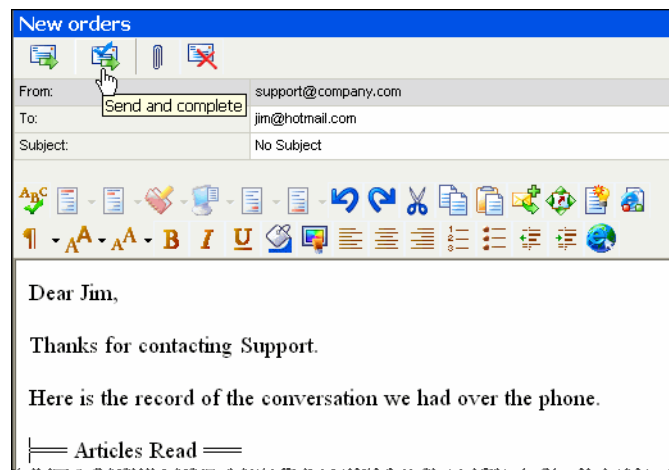 New orders
From: support@company.com
Send and complete
To: jim@hotmail.com
Subject: No Subject
Dear Jim,
Thanks for contacting Support.
Here is the record of the conversation we had over the phone.
Articles Read